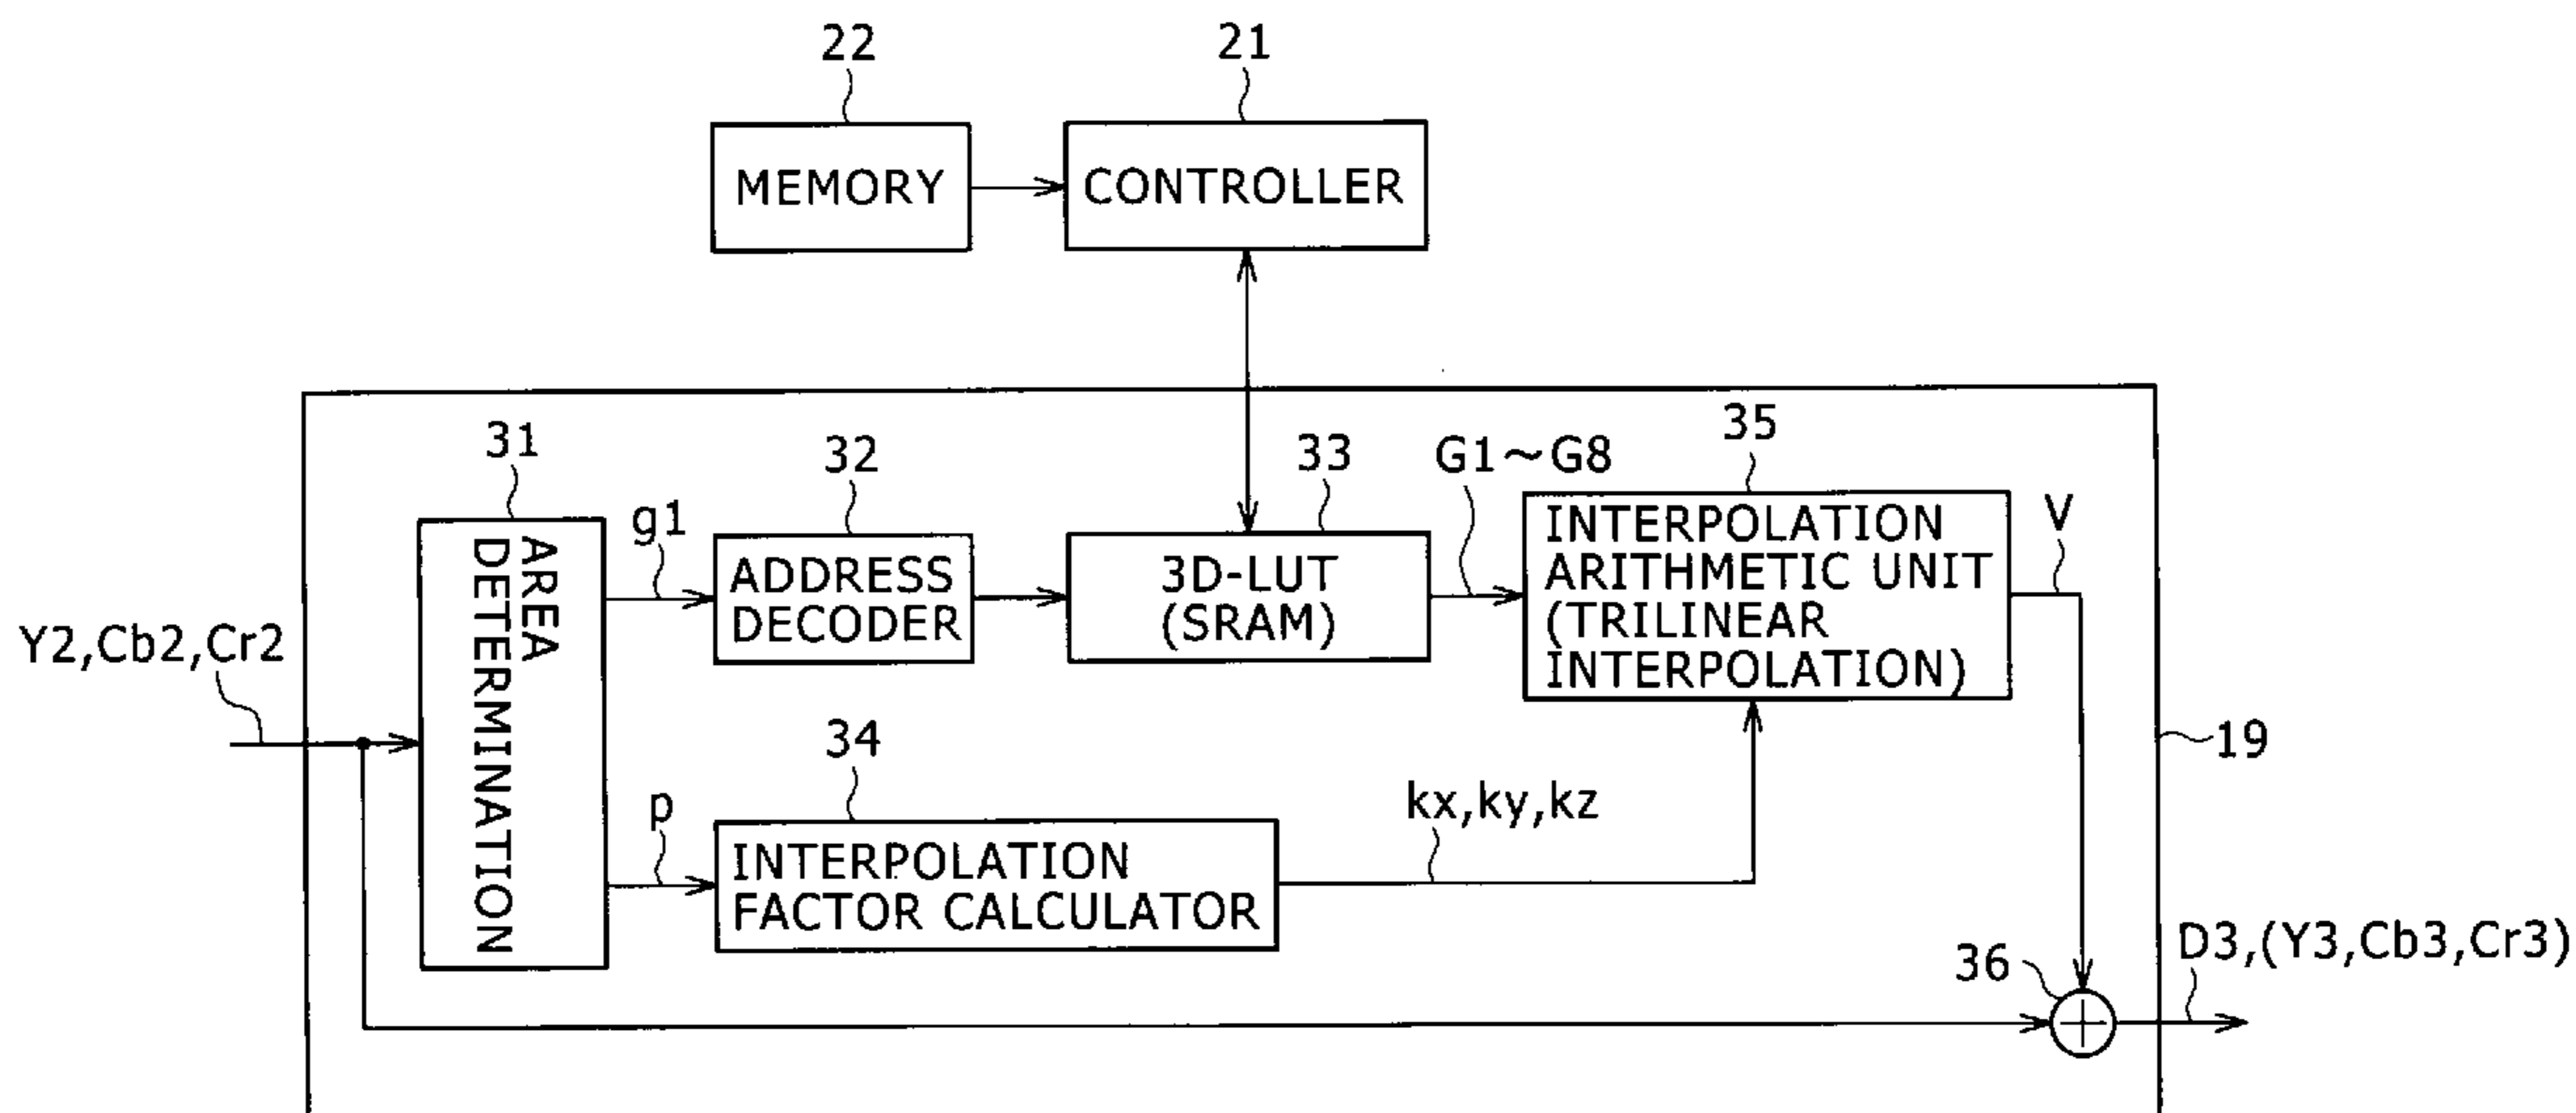 22
21
MEMORY
CONTROLLER
31
32
33
G1～G8
35
g1
V
AREA
DETERMINATION
ADDRESS
DECODER
3D-LUT
(SRAM)
INTERPOLATION
ARITHMETIC UNIT
(TRILINEAR
INTERPOLATION)
Y2,Cb2,Cr2
34
19
p
kx,ky,kz
INTERPOLATION
FACTOR CALCULATOR
36
D3,(Y3,Cb3,Cr3)